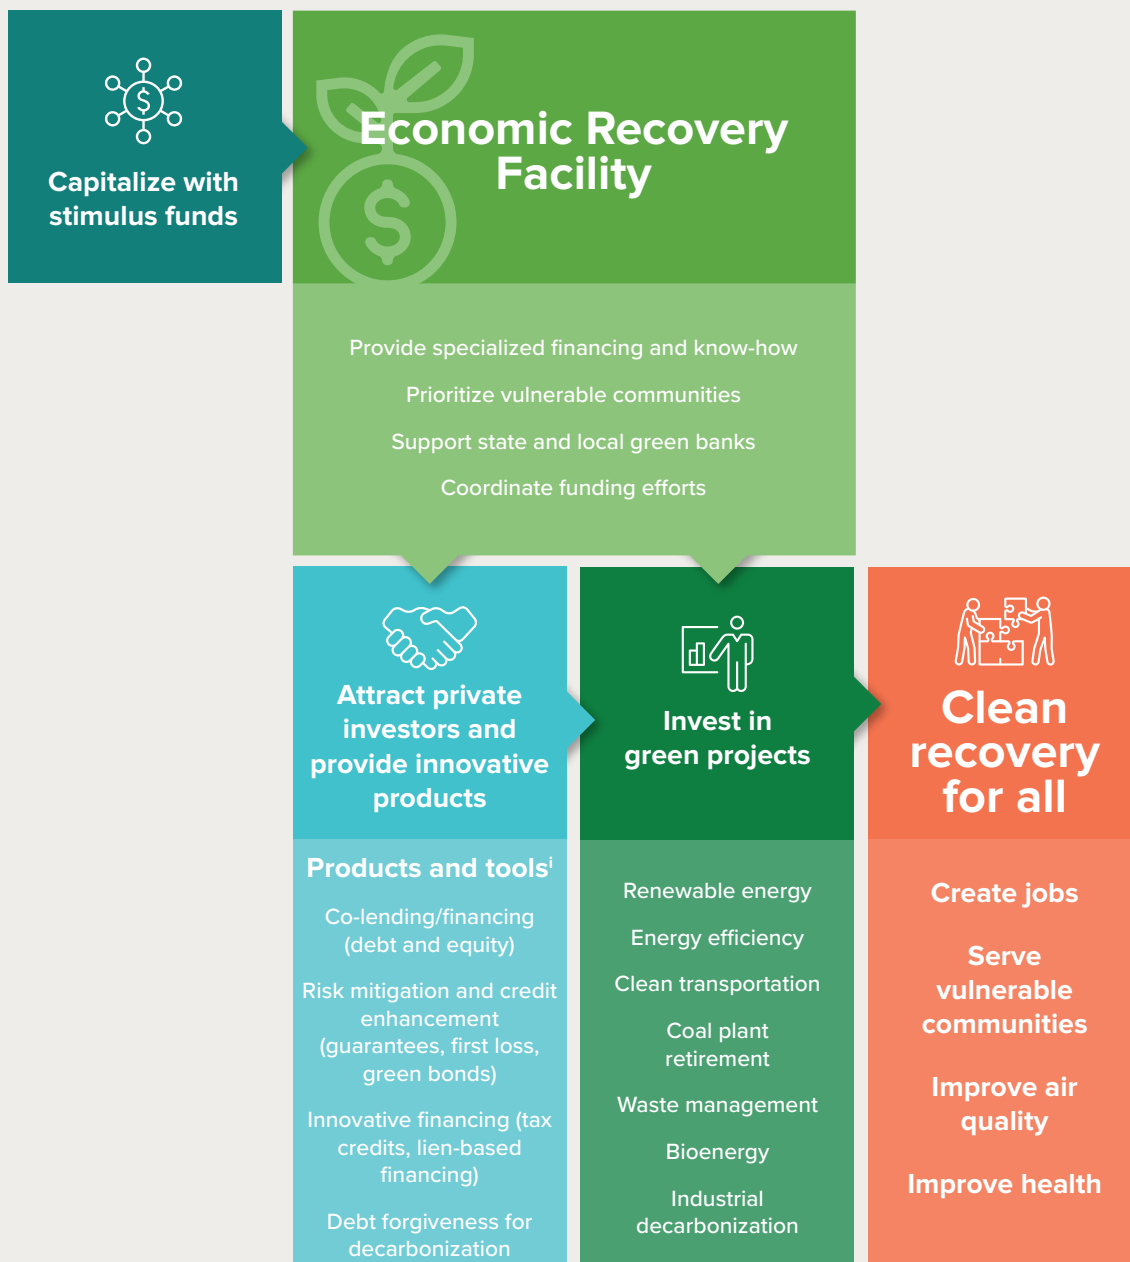 Capitalize with
stimulus funds
Economic Recovery
Facility
Provide specialized financing and know-how
Prioritize vulnerable communities
Support state and local green banks
Coordinate funding efforts
Attract private
investors and
provide innovative
products
Products and toolsⁱ
Co-lending/financing
(debt and equity)
Risk mitigation and credit
enhancement
(guarantees, first loss,
green bonds)
Innovative financing (tax
credits, lien-based
financing)
Debt forgiveness for
decarbonization
Invest in
green projects
Renewable energy
Energy efficiency
Clean transportation
Coal plant
retirement
Waste management
Bioenergy
Industrial
decarbonization
Clean
recovery
for all
Create jobs
Serve
vulnerable
communities
Improve air
quality
Improve health